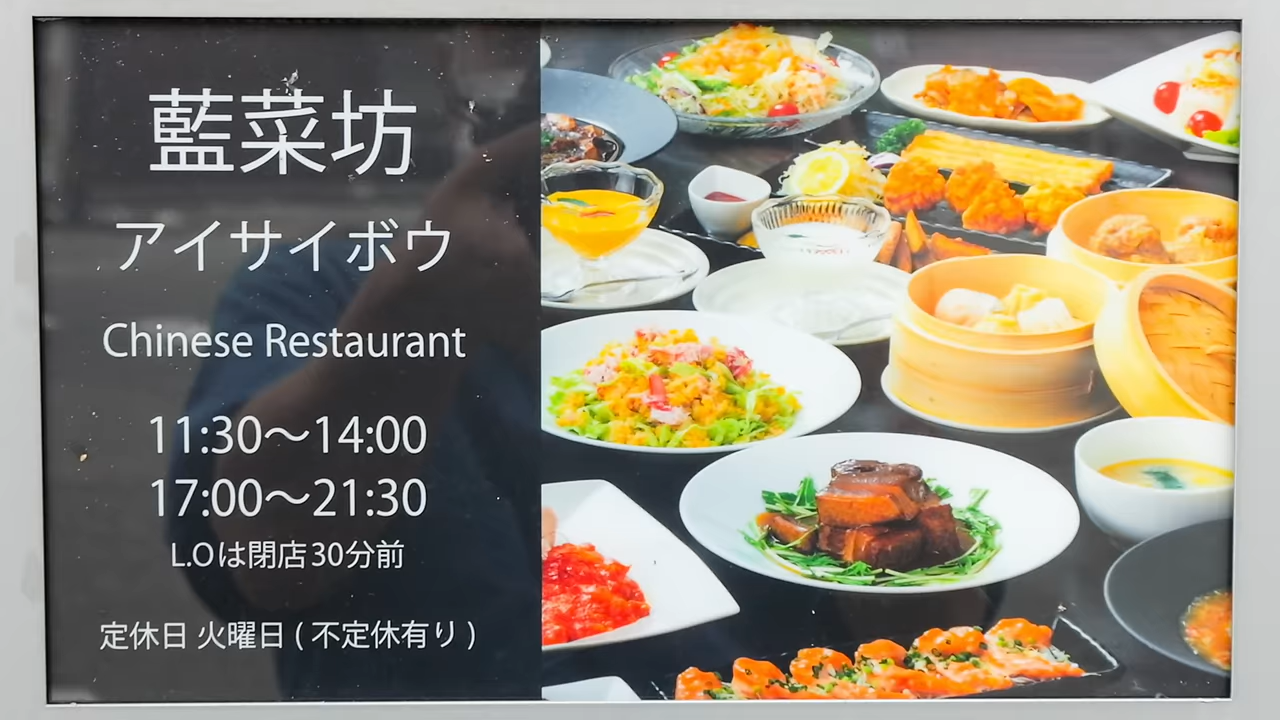 藍菜坊
アイサイボウ
Chinese Restaurant
11:30～14:00
17:00～21:30
L.Oは閉店30分前
定休日 火曜日 ( 不定休有り )